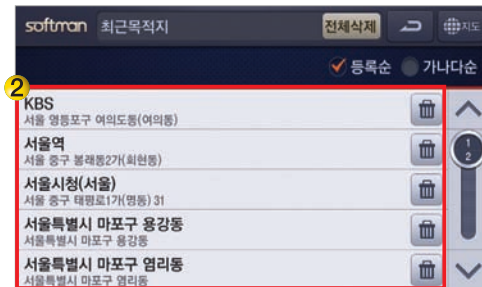 softman 최근목적지 전체삭제 지도
등록순 가나다순
2
KBS
서울 영등포구 여의도동(여의동)
서울역
서울 중구 봉래동2가(회현동)
서울시청(서울)
서울 중구 태평로1가(명동) 31
서울특별시 마포구 용강동
서울특별시 마포구 용강동
서울특별시 마포구 염리동
서울특별시 마포구 염리동
1
2